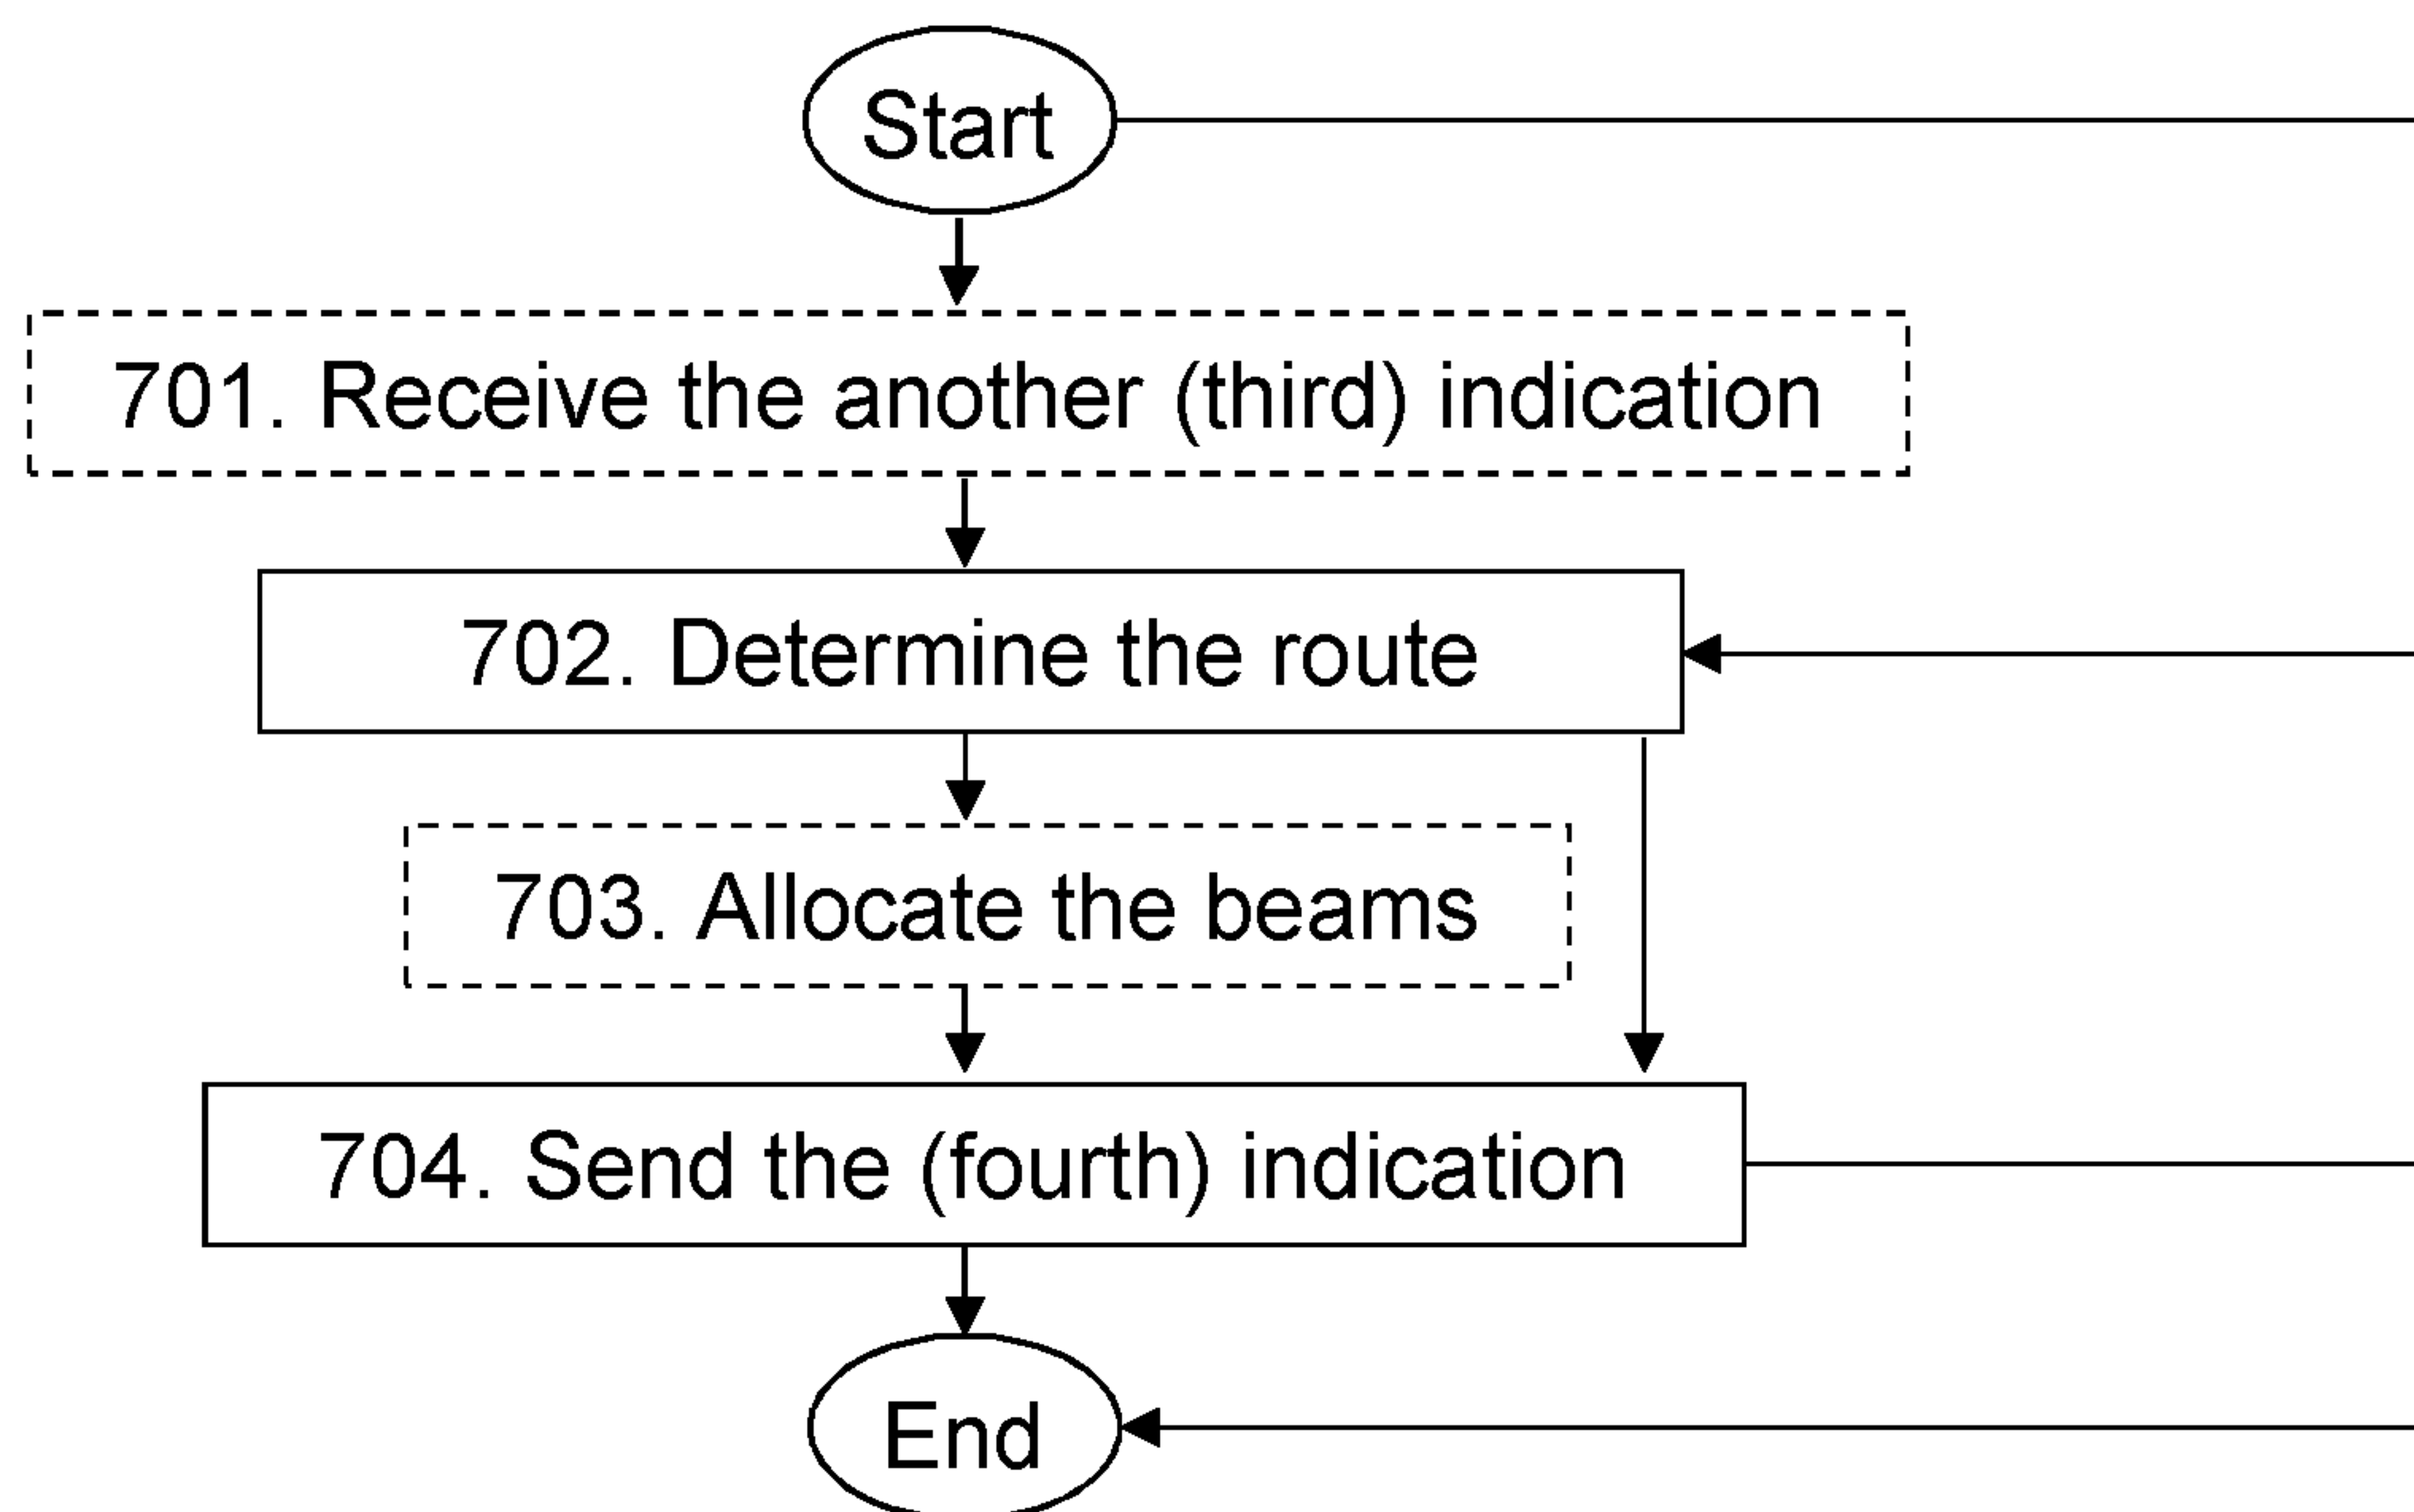 Start
701. Receive the another (third) indication
702. Determine the route
703. Allocate the beams
704. Send the (fourth) indication
End